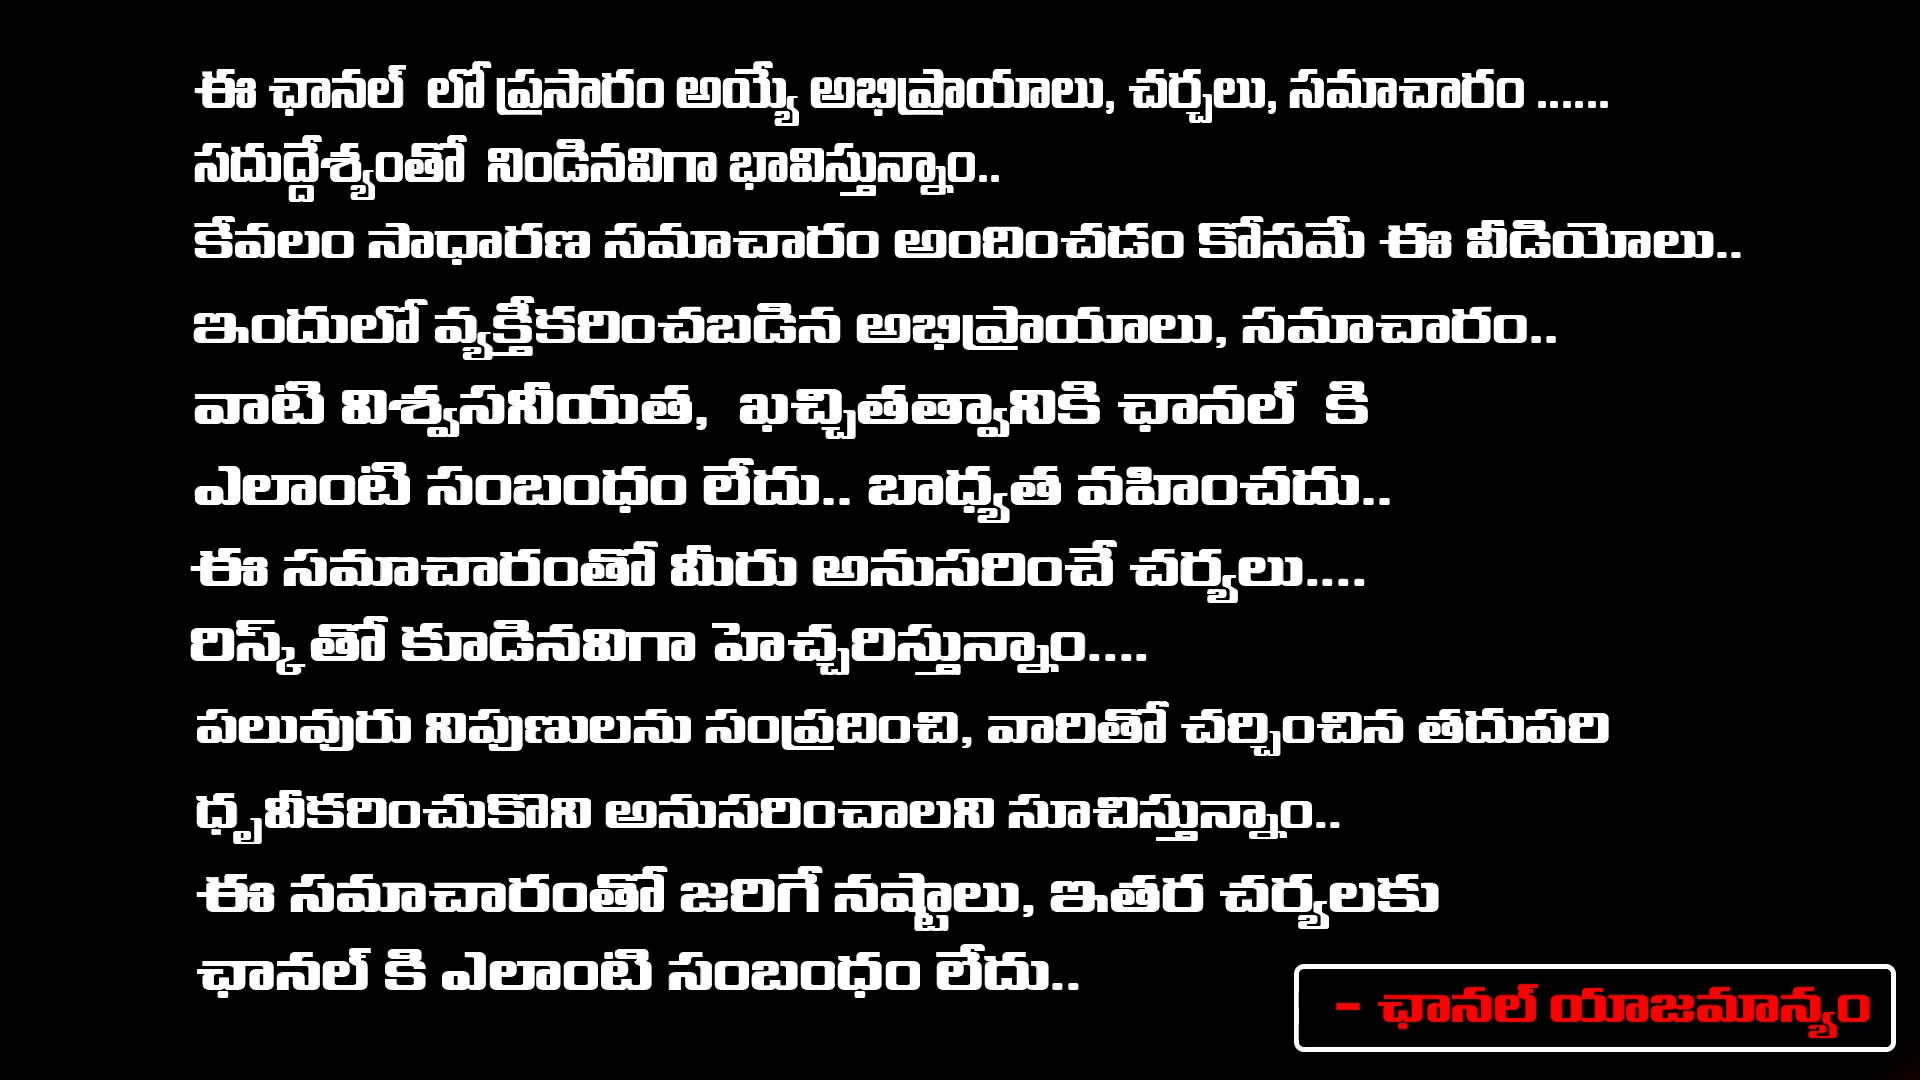 ఈ ఛానల్ లో ప్రసారం అయ్యే అభిప్రాయాలు, చర్చలు, సమాచారం ......
సదుద్దేశ్యంతో నిండినవిగా భావిస్తున్నాం..
కేవలం సాధారణ సమాచారం అందించడం కోసమే ఈ వీడియోలు..
ఇందులో వ్యక్తీకరించబడిన అభిప్రాయాలు, సమాచారం..
వాటి విశ్వసనీయత, ఖచ్చితత్వానికి ఛానల్ కి
ఎలాంటి సంబంధం లేదు.. బాధ్యత వహించదు..
ఈ సమాచారంతో మీరు అనుసరించే చర్యలు....
రిస్క్ తో కూడినవిగా హెచ్చరిస్తున్నాం....
పలువురు నిపుణులను సంప్రదించి, వారితో చర్చించిన తదుపరి
ధృవీకరించుకొని అనుసరించాలని సూచిస్తున్నాం..
ఈ సమాచారంతో జరిగే నష్టాలు, ఇతర చర్యలకు
ఛానల్ కి ఎలాంటి సంబంధం లేదు..
- ఛానల్ యాజమాన్యం